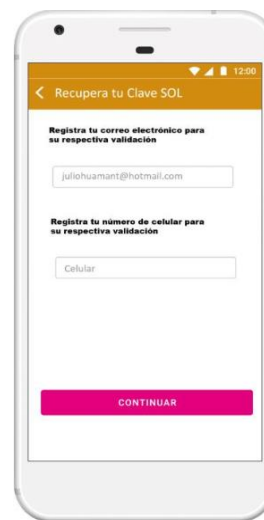 12:00
Recupera tu Clave SOL
Registra tu correo electrónico para
su respectiva validación
juliohuamant@hotmail.com
Registra tu número de celular para
su respectiva validación
Celular
CONTINUAR